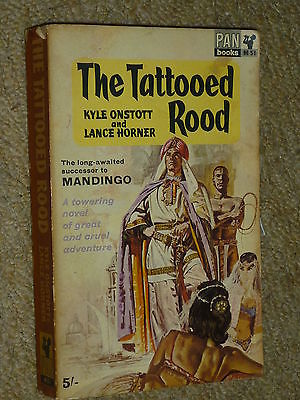 PAN
books
M 55
The Tattooed
Rood
KYLE ONSTOTT
and
LANCE HORNER
The long-awaited
successor to
MANDINGO
A towering
novel
of great
and cruel
adventure
5/-
THE TATTOOED ROOD